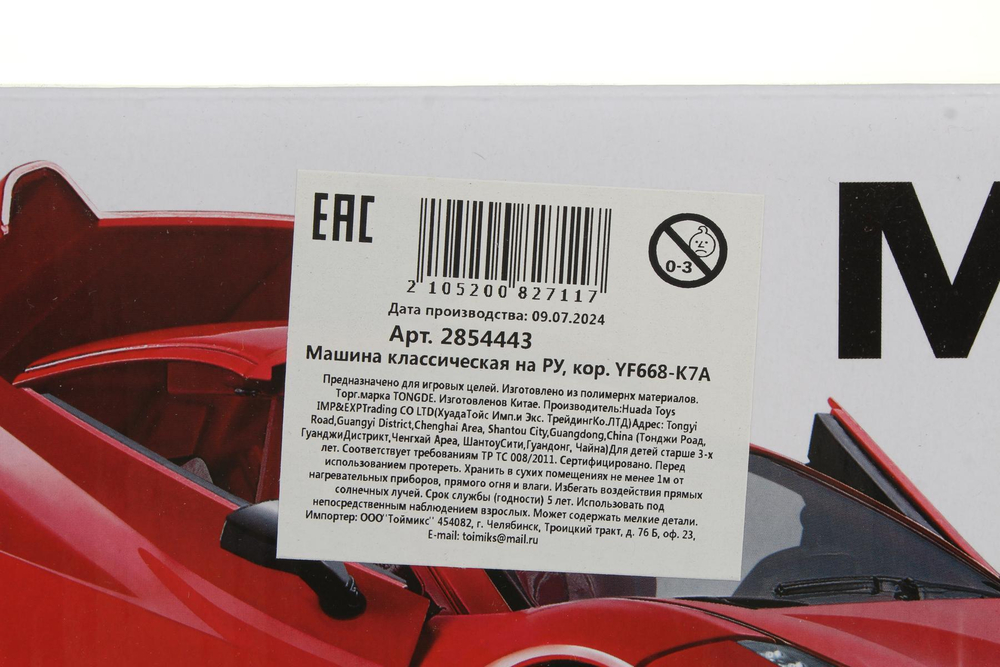 EAC
0-3
2 105200 827117
Дата производства: 09.07.2024
Арт. 2854443
Машина классическая на РУ, кор. YF668-K7A
Предназначено для игровых целей. Изготовлено из полимернх материалов.
Торг.марка TONGDE. Изготовленов Китае. Производитель:Huada Toys
IMP&EXPTrading CO LTD(ХуадаТойс Имп.и Экс. ТрейдингКо.ЛТД)Адрес: Tongyi
Road,Guangyi District,Chenghai Area, Shantou City,Guangdong,China (Тонджи Роад,
ГуанджиДистрикт,Ченгхай Ареа, ШантоуСити,Гуандонг, Чайна)Для детей старше 3-х
лет. Соответствует требованиям ТР ТС 008/2011. Сертифицировано. Перед
использованием протереть. Хранить в сухих помещениях не менее 1м от
нагревательных приборов, прямого огня и влаги. Избегать воздействия прямых
солнечных лучей. Срок службы (годности) 5 лет. Использовать под
непосредственным наблюдением взрослых. Может содержать мелкие детали.
Импортер: ООО"Тоймикс" 454082, г. Челябинск, Троицкий тракт, д. 76 Б, оф. 23,
E-mail: toimiks@mail.ru
M